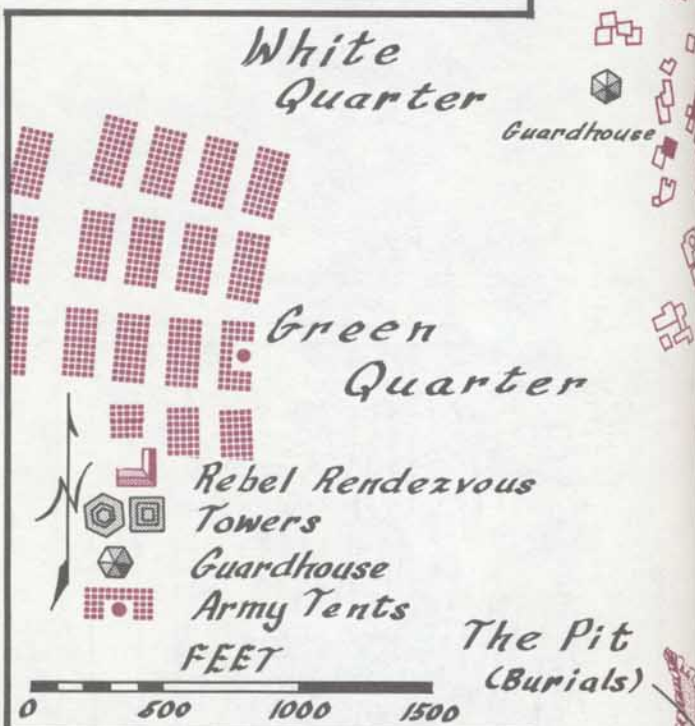 White
Quarter
Guardhouse
Green
Quarter
N
Rebel Rendezvous
Towers
Guardhouse
Army Tents
FEET
0 500 1000 1500
The Pit
(Burials)